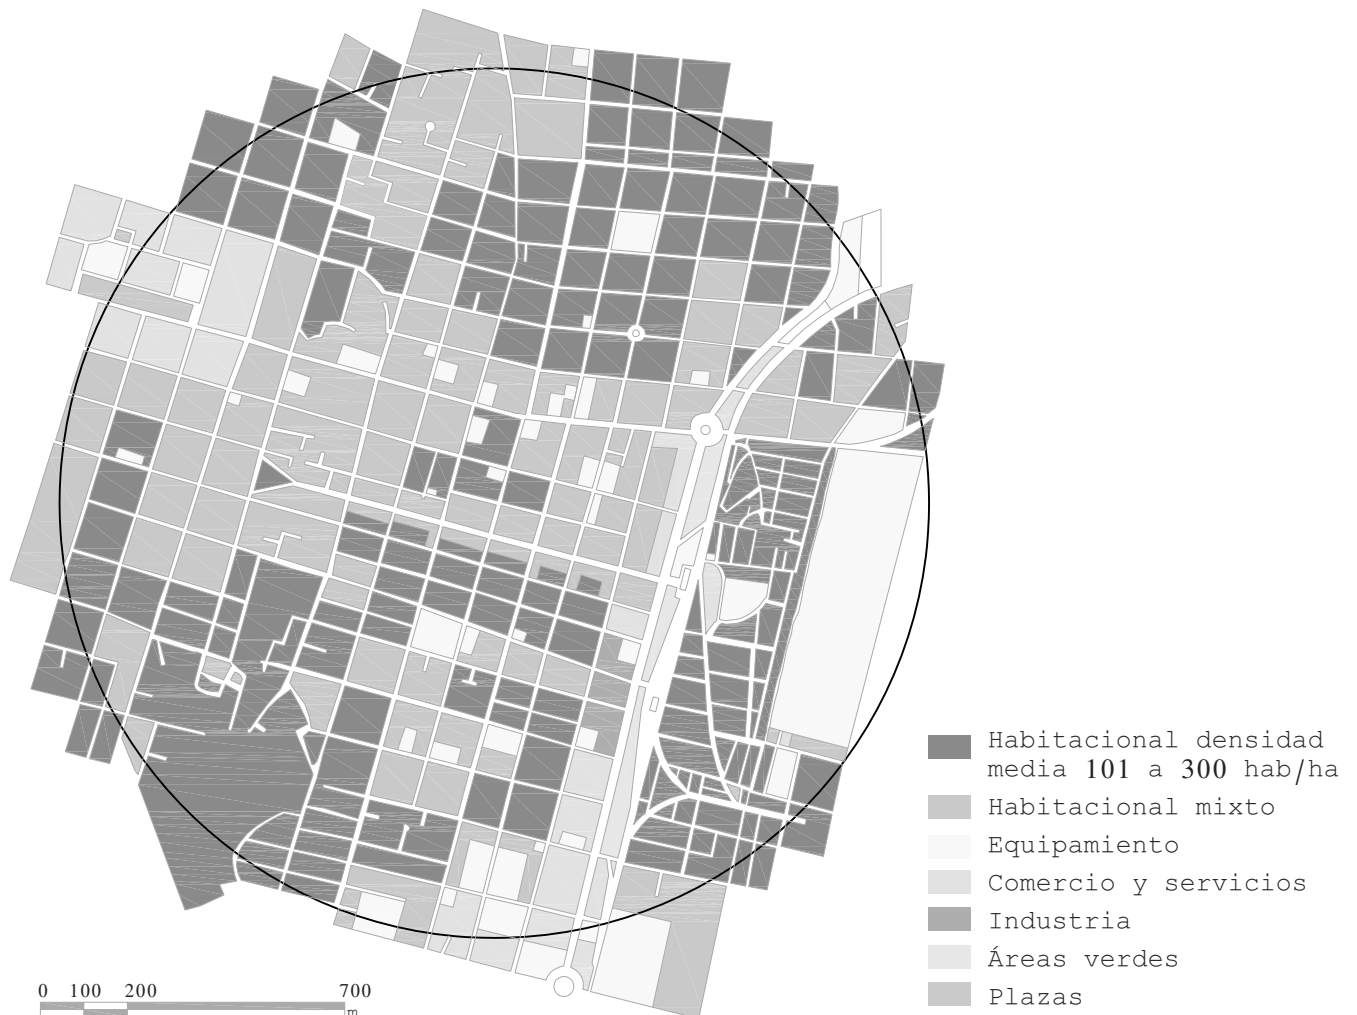 Habitacional densidad
media 101 a 300 hab/ha
Habitacional mixto
Equipamiento
Comercio y servicios
Industria
Áreas verdes
Plazas
0 100 200 700
m